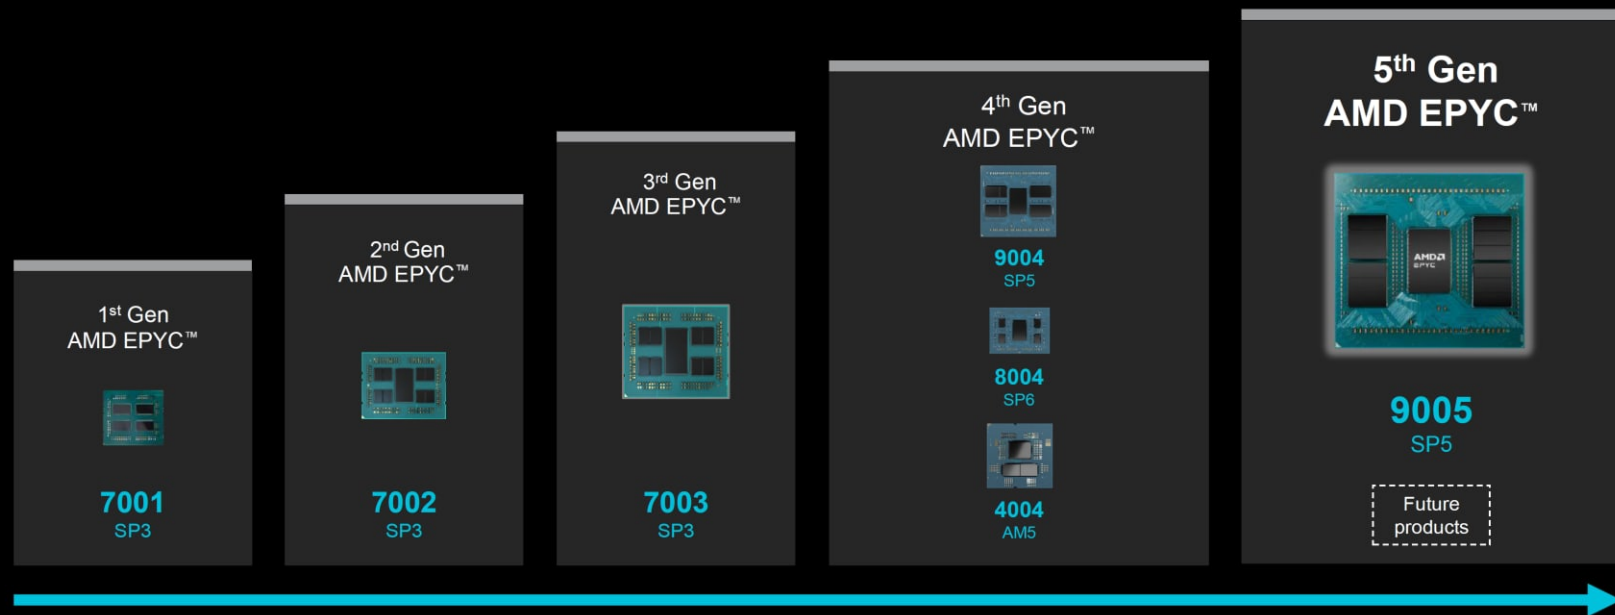 1st Gen
AMD EPYC™
7001
SP3
2nd Gen
AMD EPYC™
7002
SP3
3rd Gen
AMD EPYC™
7003
SP3
4th Gen
AMD EPYC™
9004
SP5
8004
SP6
4004
AM5
5th Gen
AMD EPYC™
AMD
EPYC
9005
SP5
Future
products